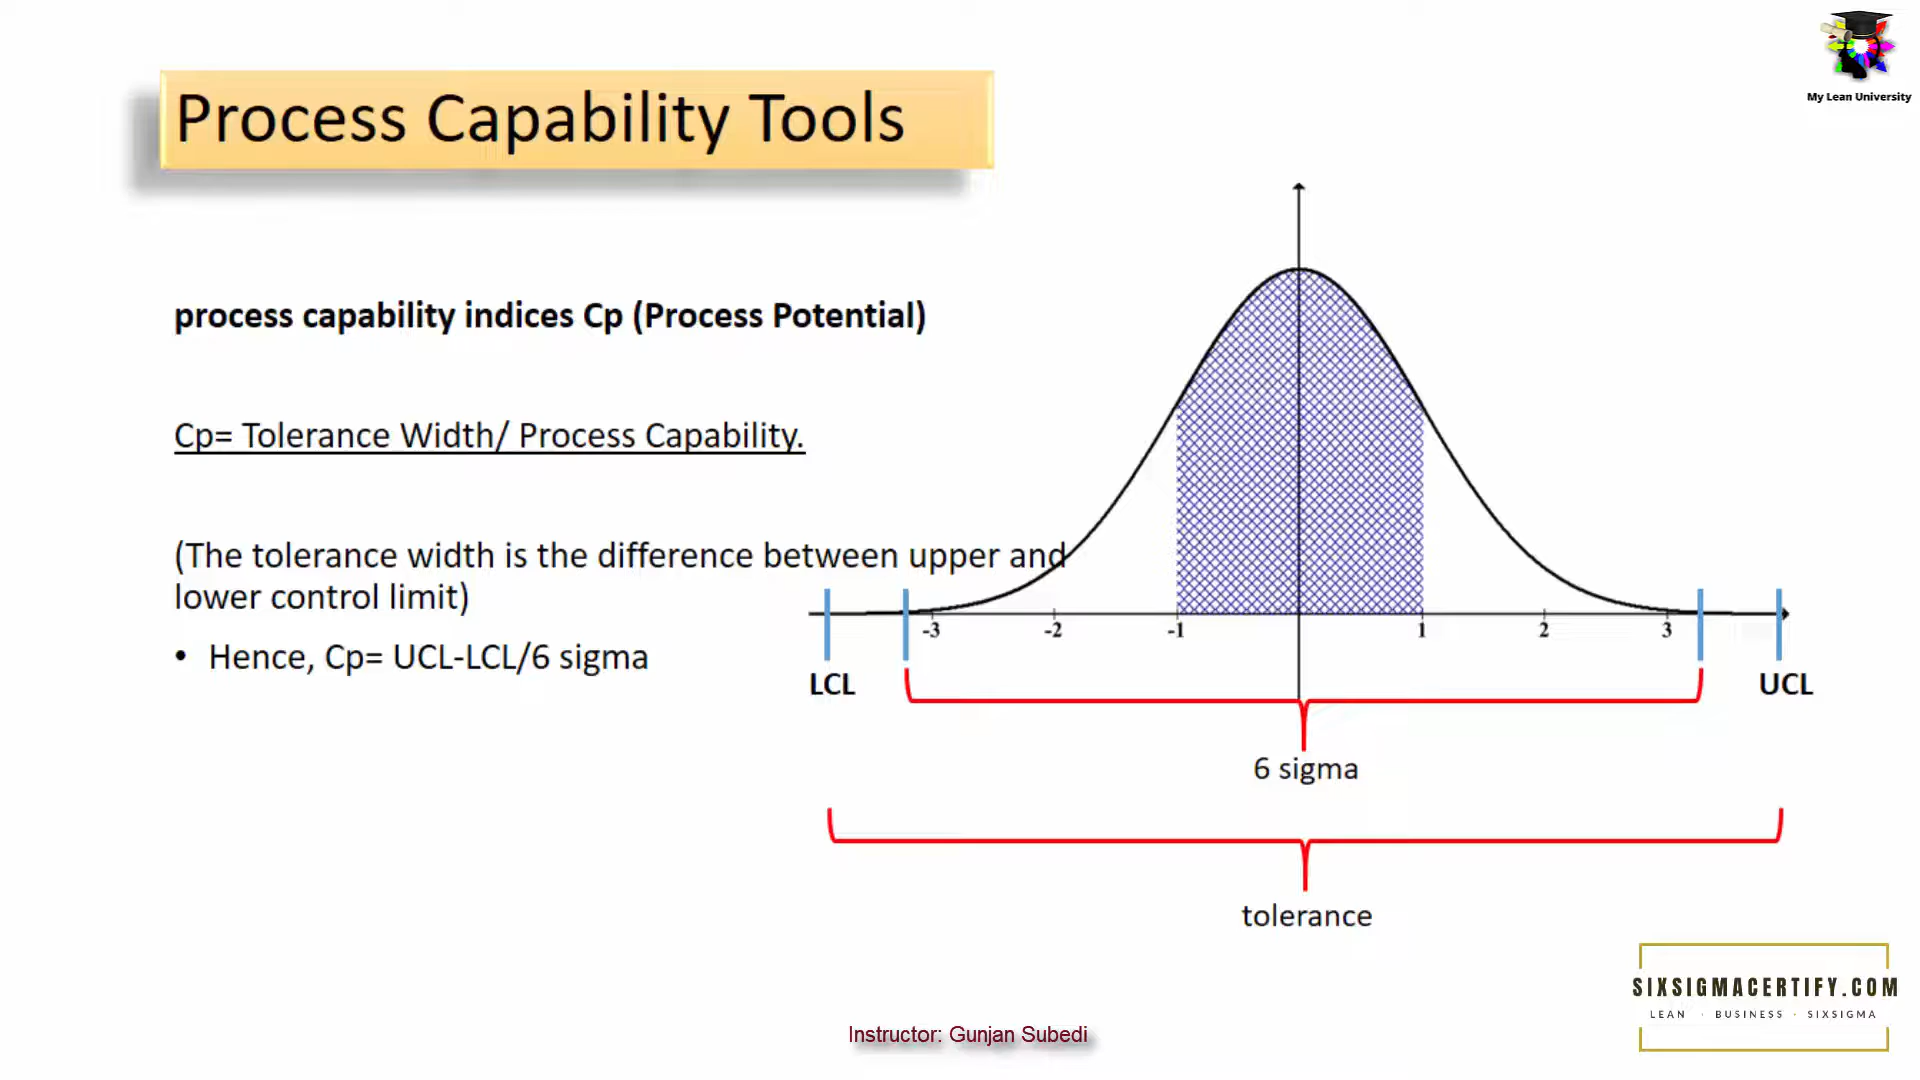 My Lean University
Process Capability Tools
process capability indices Cp (Process Potential)
Cp= Tolerance Width/ Process Capability.
(The tolerance width is the difference between upper and
lower control limit)
• Hence, Cp= UCL-LCL/6 sigma
-3 -2 -1 1 2 3
LCL UCL
6 sigma
tolerance
SIXSIGMACERTIFY.COM
LEAN · BUSINESS · SIXSIGMA
Instructor: Gunjan Subedi